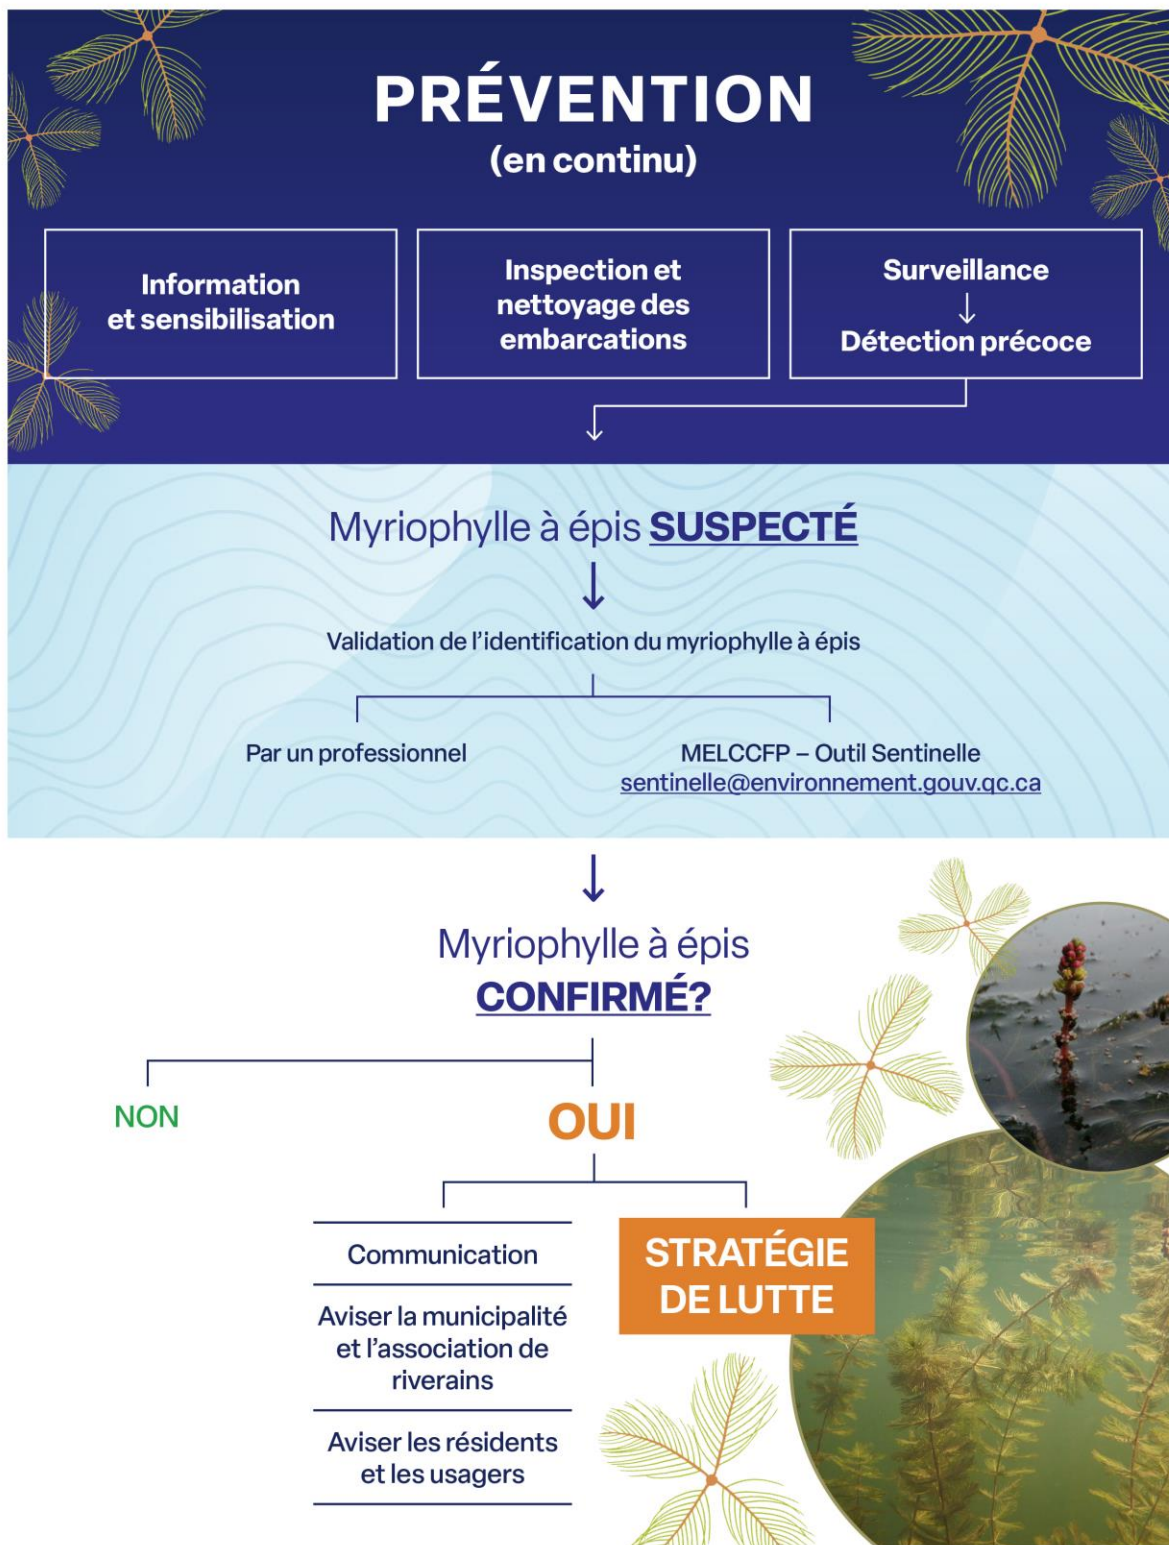 PRÉVENTION
(en continu)
Information
et sensibilisation
Inspection et
nettoyage des
embarcations
Surveillance
Détection précoce
Myriophylle à épis SUSPECTÉ
Validation de l'identification du myriophylle à épis
Par un professionnel
MELCCFP – Outil Sentinelle
sentinelle@environnement.gouv.qc.ca
Myriophylle à épis
CONFIRMÉ?
NON
OUI
Communication
Aviser la municipalité
et l'association de
riverains
Aviser les résidents
et les usagers
STRATÉGIE
DE LUTTE